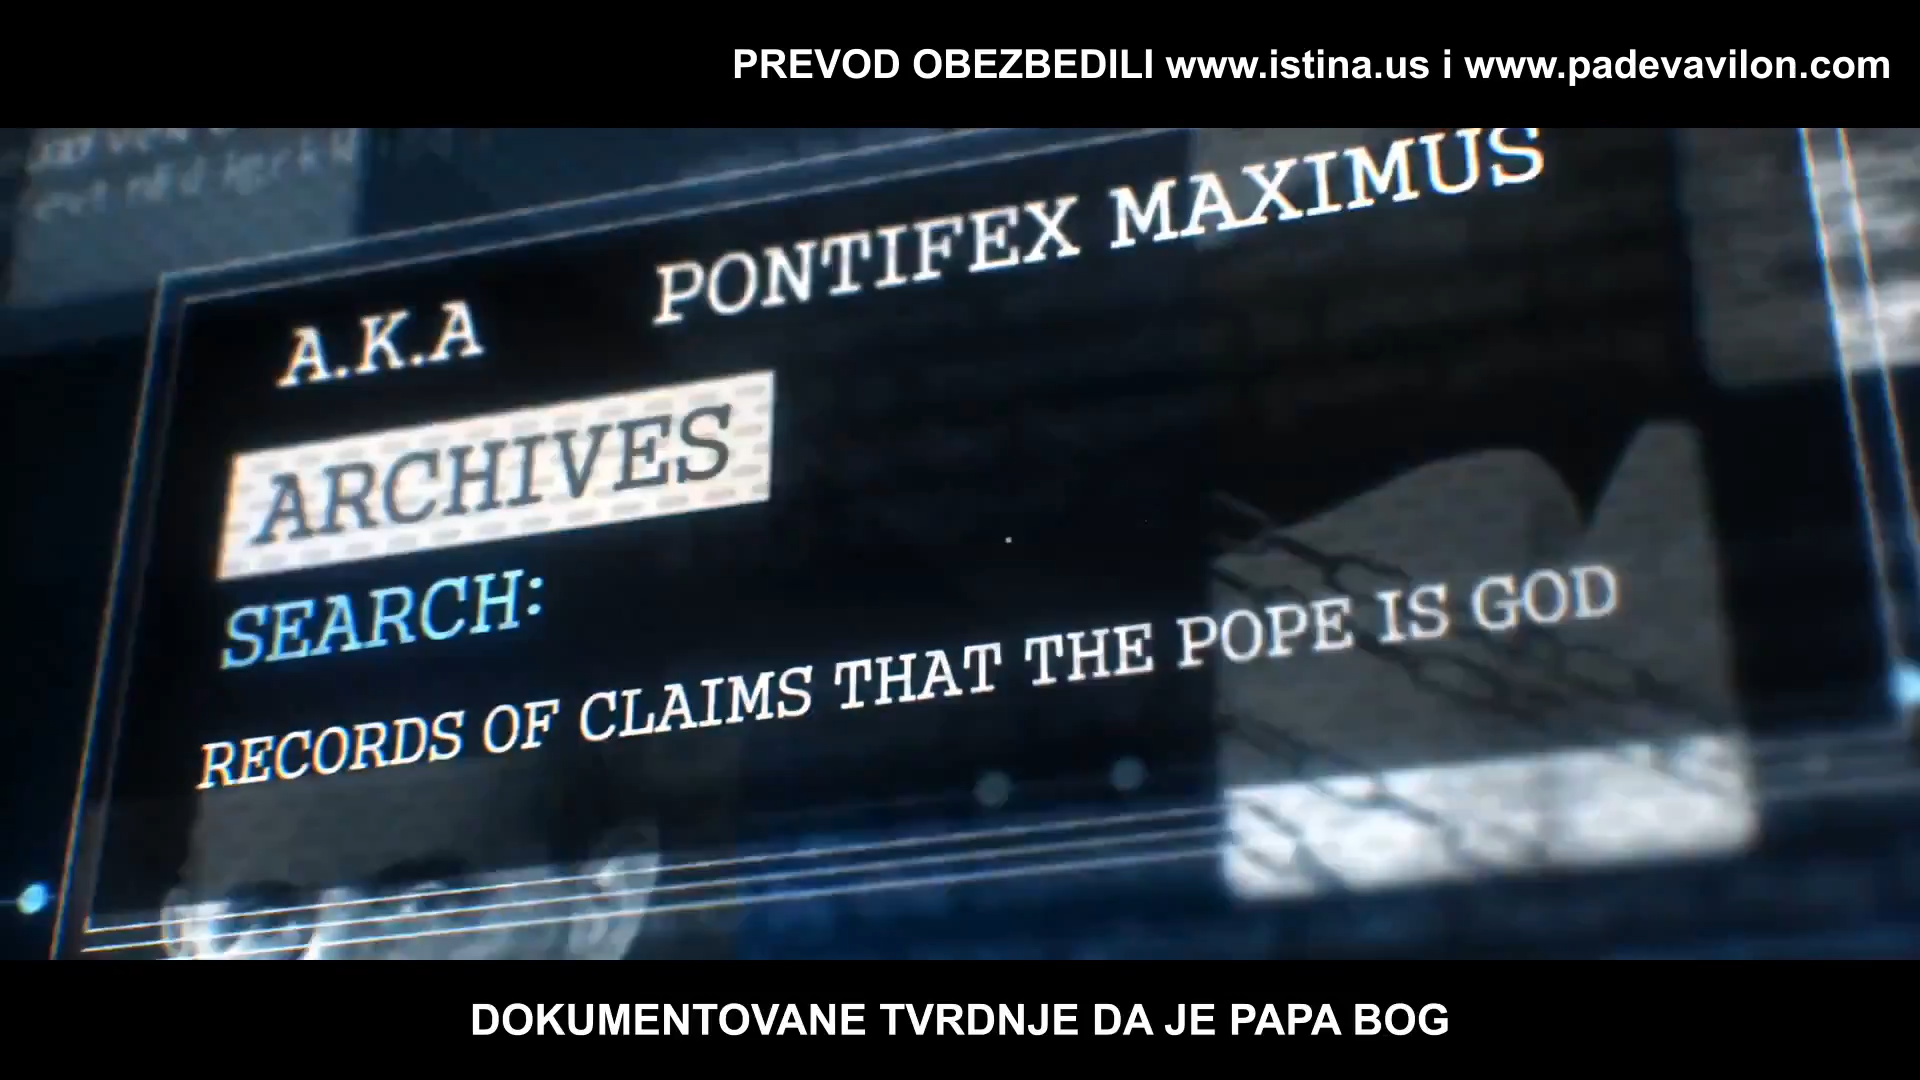 PREVOD OBEZBEDILI www.istina.us i www.padevavilon.com
A.K.A PONTIFEX MAXIMUS
ARCHIVES
SEARCH:
RECORDS OF CLAIMS THAT THE POPE IS GOD
DOKUMENTOVANE TVRDNJE DA JE PAPA BOG